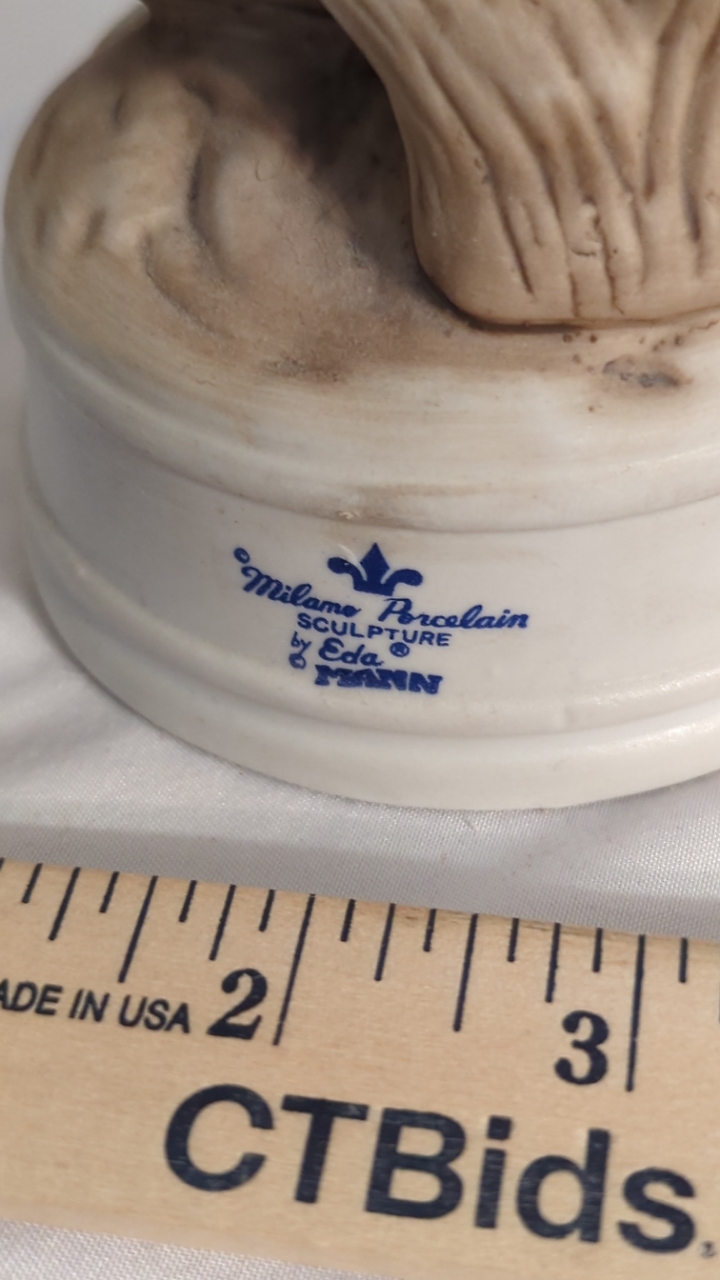 © Milano Porcelain
SCULPTURE
by Eda ®
© MANN
ADE IN USA 2 3
CTBids.